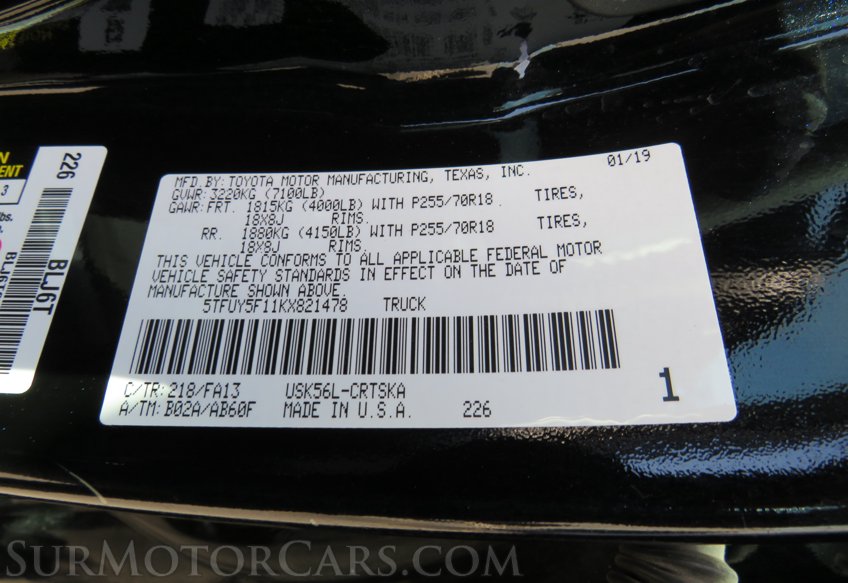 MFD.BY:TOYOTA MOTOR MANUFACTURING, TEXAS, INC. 01/19
GVWR:3220KG (7100LB)
GAWR:FRT. 1815KG (4000LB) WITH P255/70R18 TIRES,
18X8J RIMS.
RR. 1880KG (4150LB) WITH P255/70R18 TIRES,
18X8J RIMS.
THIS VEHICLE CONFORMS TO ALL APPLICABLE FEDERAL MOTOR
VEHICLE SAFETY STANDARDS IN EFFECT ON THE DATE OF
MANUFACTURE SHOWN ABOVE.
5TFUY5F11KX821478 TRUCK
C/TR:218/FA13 USK56L-CRTSKA
A/TM:B02A/AB60F MADE IN U.S.A. 226
1
226
BLJ6T
3
lbs.
SurMotorCars.com